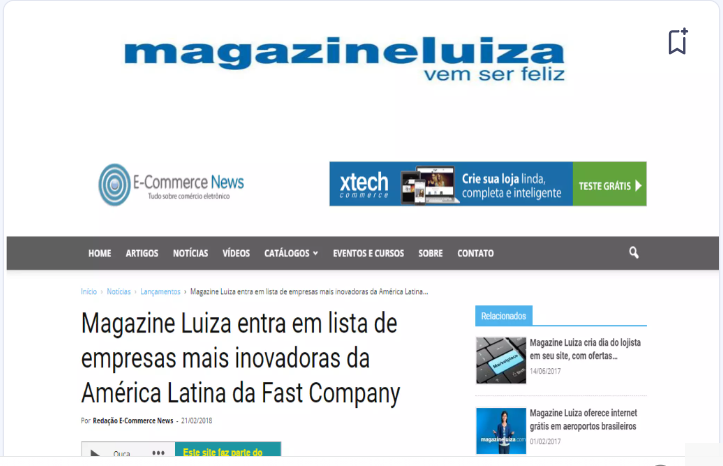 magazineluiza
vem ser feliz
E-Commerce News
Tudo sobre comércio eletrônico
xtech
commerce
Crie sua loja linda,
completa e inteligente
TESTE GRÁTIS
HOME ARTIGOS NOTÍCIAS VÍDEOS CATÁLOGOS EVENTOS E CURSOS SOBRE CONTATO
Início › Notícias › Lançamentos › Magazine Luiza entra em lista de empresas mais inovadoras da América Latina...
Magazine Luiza entra em lista de
empresas mais inovadoras da
América Latina da Fast Company
Por Redação E-Commerce News - 21/02/2018
Ouça
Este site faz parte do
Relacionados
Marketplace
Magazine Luiza cria dia do lojista
em seu site, com ofertas...
14/06/2017
magazineluiza.com
Magazine Luiza oferece internet
grátis em aeroportos brasileiros
01/02/2017